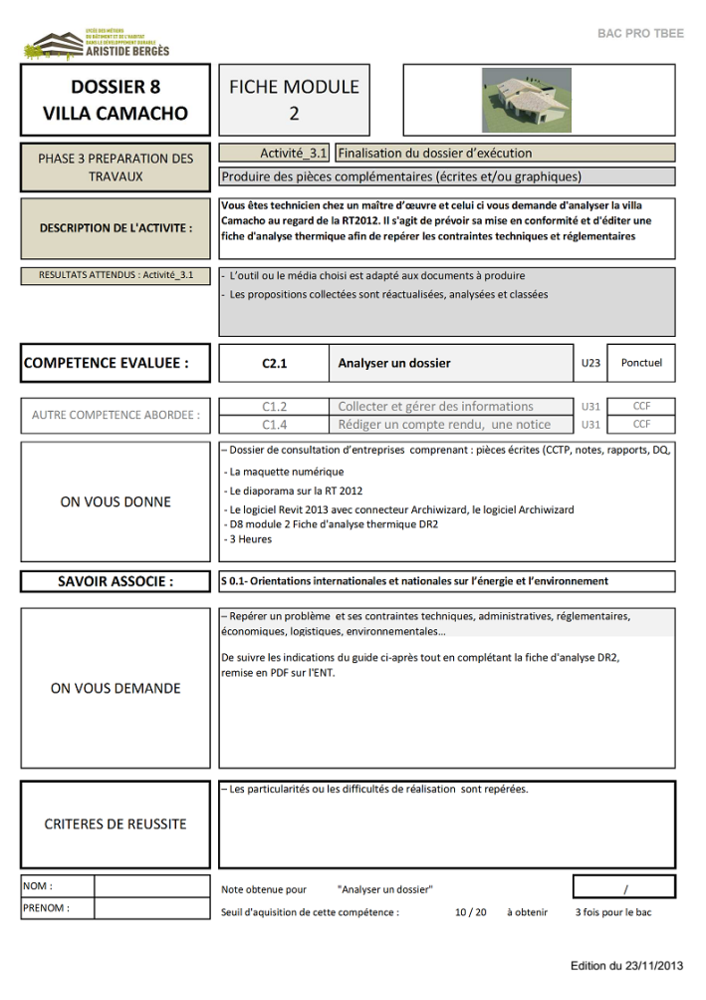 LYCÉE DES MÉTIERS
DU BÂTIMENT ET DE L'HABITAT
DANS LE DÉVELOPPEMENT DURABLE
ARISTIDE BERGÈS
BAC PRO TBEE
DOSSIER 8
VILLA CAMACHO
FICHE MODULE
2
PHASE 3 PREPARATION DES
TRAVAUX
Activité_3.1 Finalisation du dossier d'exécution
Produire des pièces complémentaires (écrites et/ou graphiques)
DESCRIPTION DE L'ACTIVITE :
Vous êtes technicien chez un maître d'œuvre et celui ci vous demande d'analyser la villa
Camacho au regard de la RT2012. Il s'agit de prévoir sa mise en conformité et d'éditer une
fiche d'analyse thermique afin de repérer les contraintes techniques et réglementaires
RESULTATS ATTENDUS : Activité_3.1
- L'outil ou le média choisi est adapté aux documents à produire
- Les propositions collectées sont réactualisées, analysées et classées
COMPETENCE EVALUEE : C2.1 Analyser un dossier U23 Ponctuel
AUTRE COMPETENCE ABORDEE :
C1.2 Collecter et gérer des informations U31 CCF
C1.4 Rédiger un compte rendu, une notice U31 CCF
ON VOUS DONNE
– Dossier de consultation d'entreprises comprenant : pièces écrites (CCTP, notes, rapports, DQ,
- La maquette numérique
- Le diaporama sur la RT 2012
- Le logiciel Revit 2013 avec connecteur Archiwizard, le logiciel Archiwizard
- D8 module 2 Fiche d'analyse thermique DR2
- 3 Heures
SAVOIR ASSOCIE : S 0.1- Orientations internationales et nationales sur l'énergie et l'environnement
ON VOUS DEMANDE
– Repérer un problème et ses contraintes techniques, administratives, réglementaires,
économiques, logistiques, environnementales…
De suivre les indications du guide ci-après tout en complétant la fiche d'analyse DR2,
remise en PDF sur l'ENT.
CRITERES DE REUSSITE
– Les particularités ou les difficultés de réalisation sont repérées.
NOM :
PRENOM :
Note obtenue pour "Analyser un dossier" /
Seuil d'aquisition de cette compétence : 10 / 20 à obtenir 3 fois pour le bac
Edition du 23/11/2013